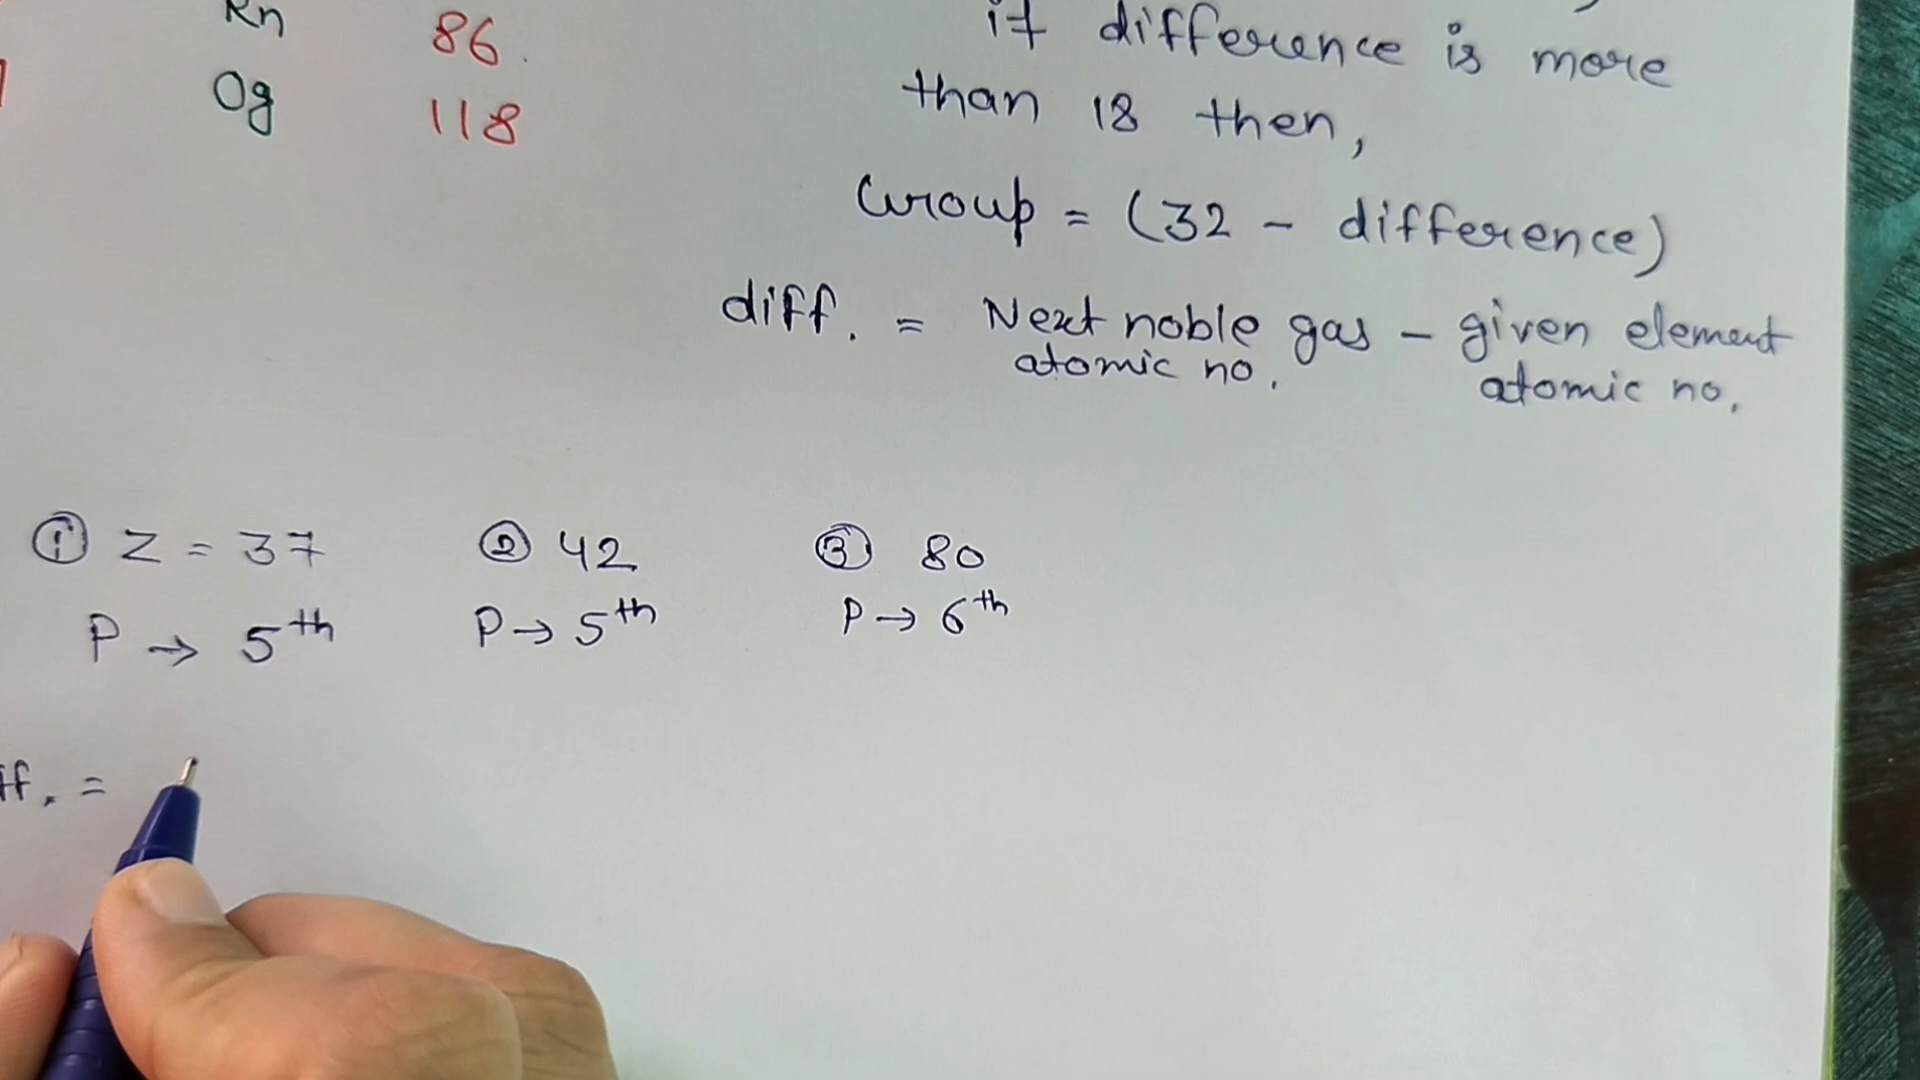 Rn 86
Og 118
if difference is more
than 18 then,
Group = (32 - difference)
diff. = Next noble gas - given element
atomic no. atomic no.
① Z = 37 ② 42 ③ 80
P → 5th P → 5th P → 6th
ff. =